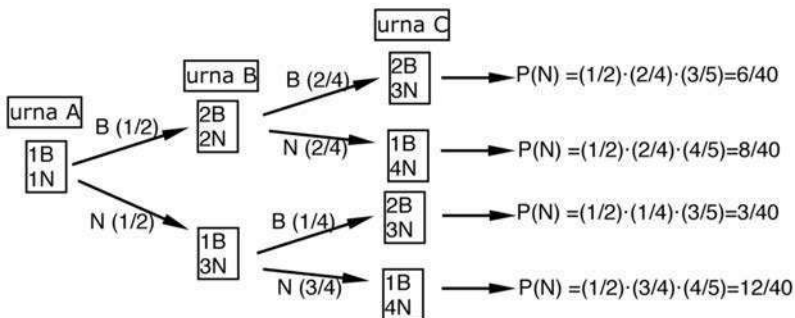 urna C
urna B
urna A
B (2/4)
2B
3N
P(N) =(1/2)·(2/4)·(3/5)=6/40
B (1/2)
2B
2N
N (2/4)
1B
4N
P(N) =(1/2)·(2/4)·(4/5)=8/40
1B
1N
N (1/2)
B (1/4)
2B
3N
P(N) =(1/2)·(1/4)·(3/5)=3/40
1B
3N
N (3/4)
1B
4N
P(N) =(1/2)·(3/4)·(4/5)=12/40